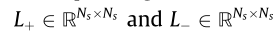 L₊ ∈ ℝ^{N_s×N_s} and L₋ ∈ ℝ^{N_s×N_s}